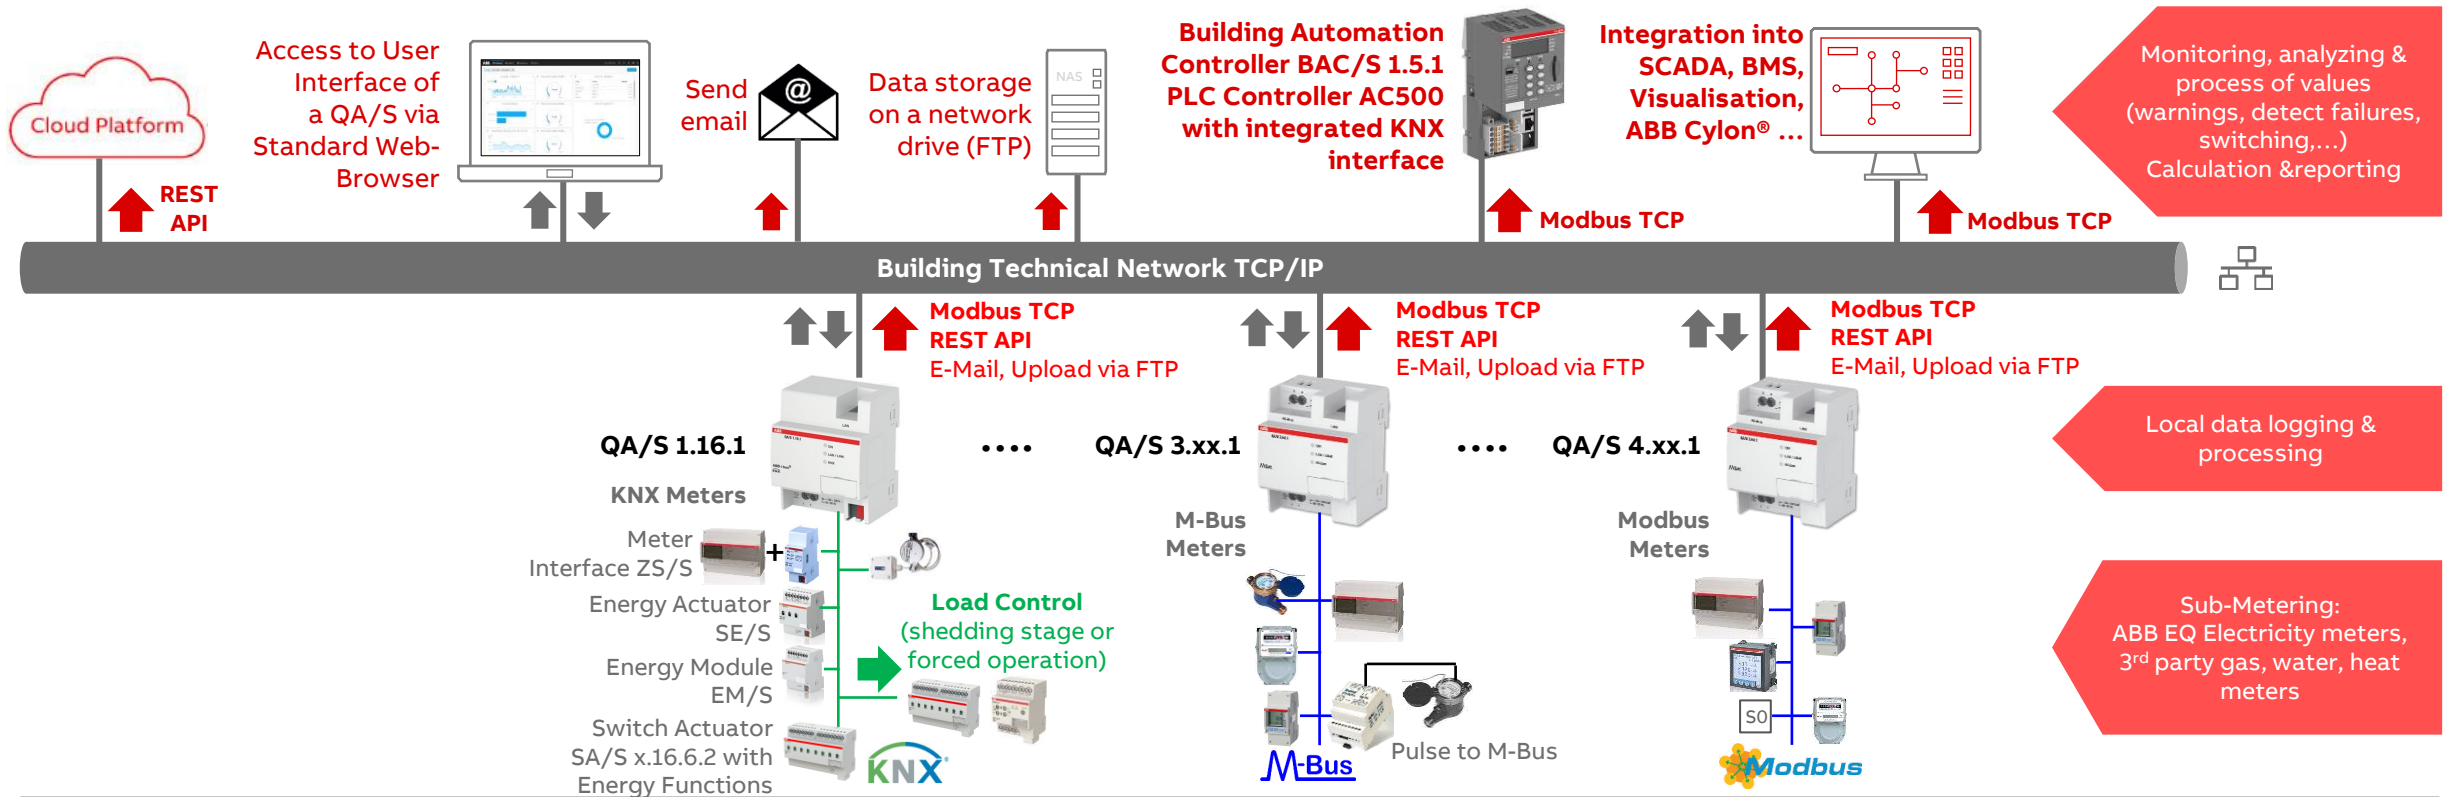 Cloud Platform
REST
API
Access to User
Interface of
a QA/S via
Standard Web-
Browser
Send
email
@
Data storage
on a network
drive (FTP)
NAS
Building Automation
Controller BAC/S 1.5.1
PLC Controller AC500
with integrated KNX
interface
Modbus TCP
Integration into
SCADA, BMS,
Visualisation,
ABB Cylon® ...
Modbus TCP
Monitoring, analyzing &
process of values
(warnings, detect failures,
switching,...)
Calculation &reporting
Building Technical Network TCP/IP
Modbus TCP
REST API
E-Mail, Upload via FTP
Modbus TCP
REST API
E-Mail, Upload via FTP
Modbus TCP
REST API
E-Mail, Upload via FTP
QA/S 1.16.1
....
QA/S 3.xx.1
....
QA/S 4.xx.1
Local data logging &
processing
KNX Meters
Meter
Interface ZS/S
+
Energy Actuator
SE/S
Energy Module
EM/S
Switch Actuator
SA/S x.16.6.2 with
Energy Functions
Load Control
(shedding stage or
forced operation)
KNX
M-Bus
Meters
Pulse to M-Bus
M-Bus
Modbus
Meters
S0
Modbus
Sub-Metering:
ABB EQ Electricity meters,
3rd party gas, water, heat
meters